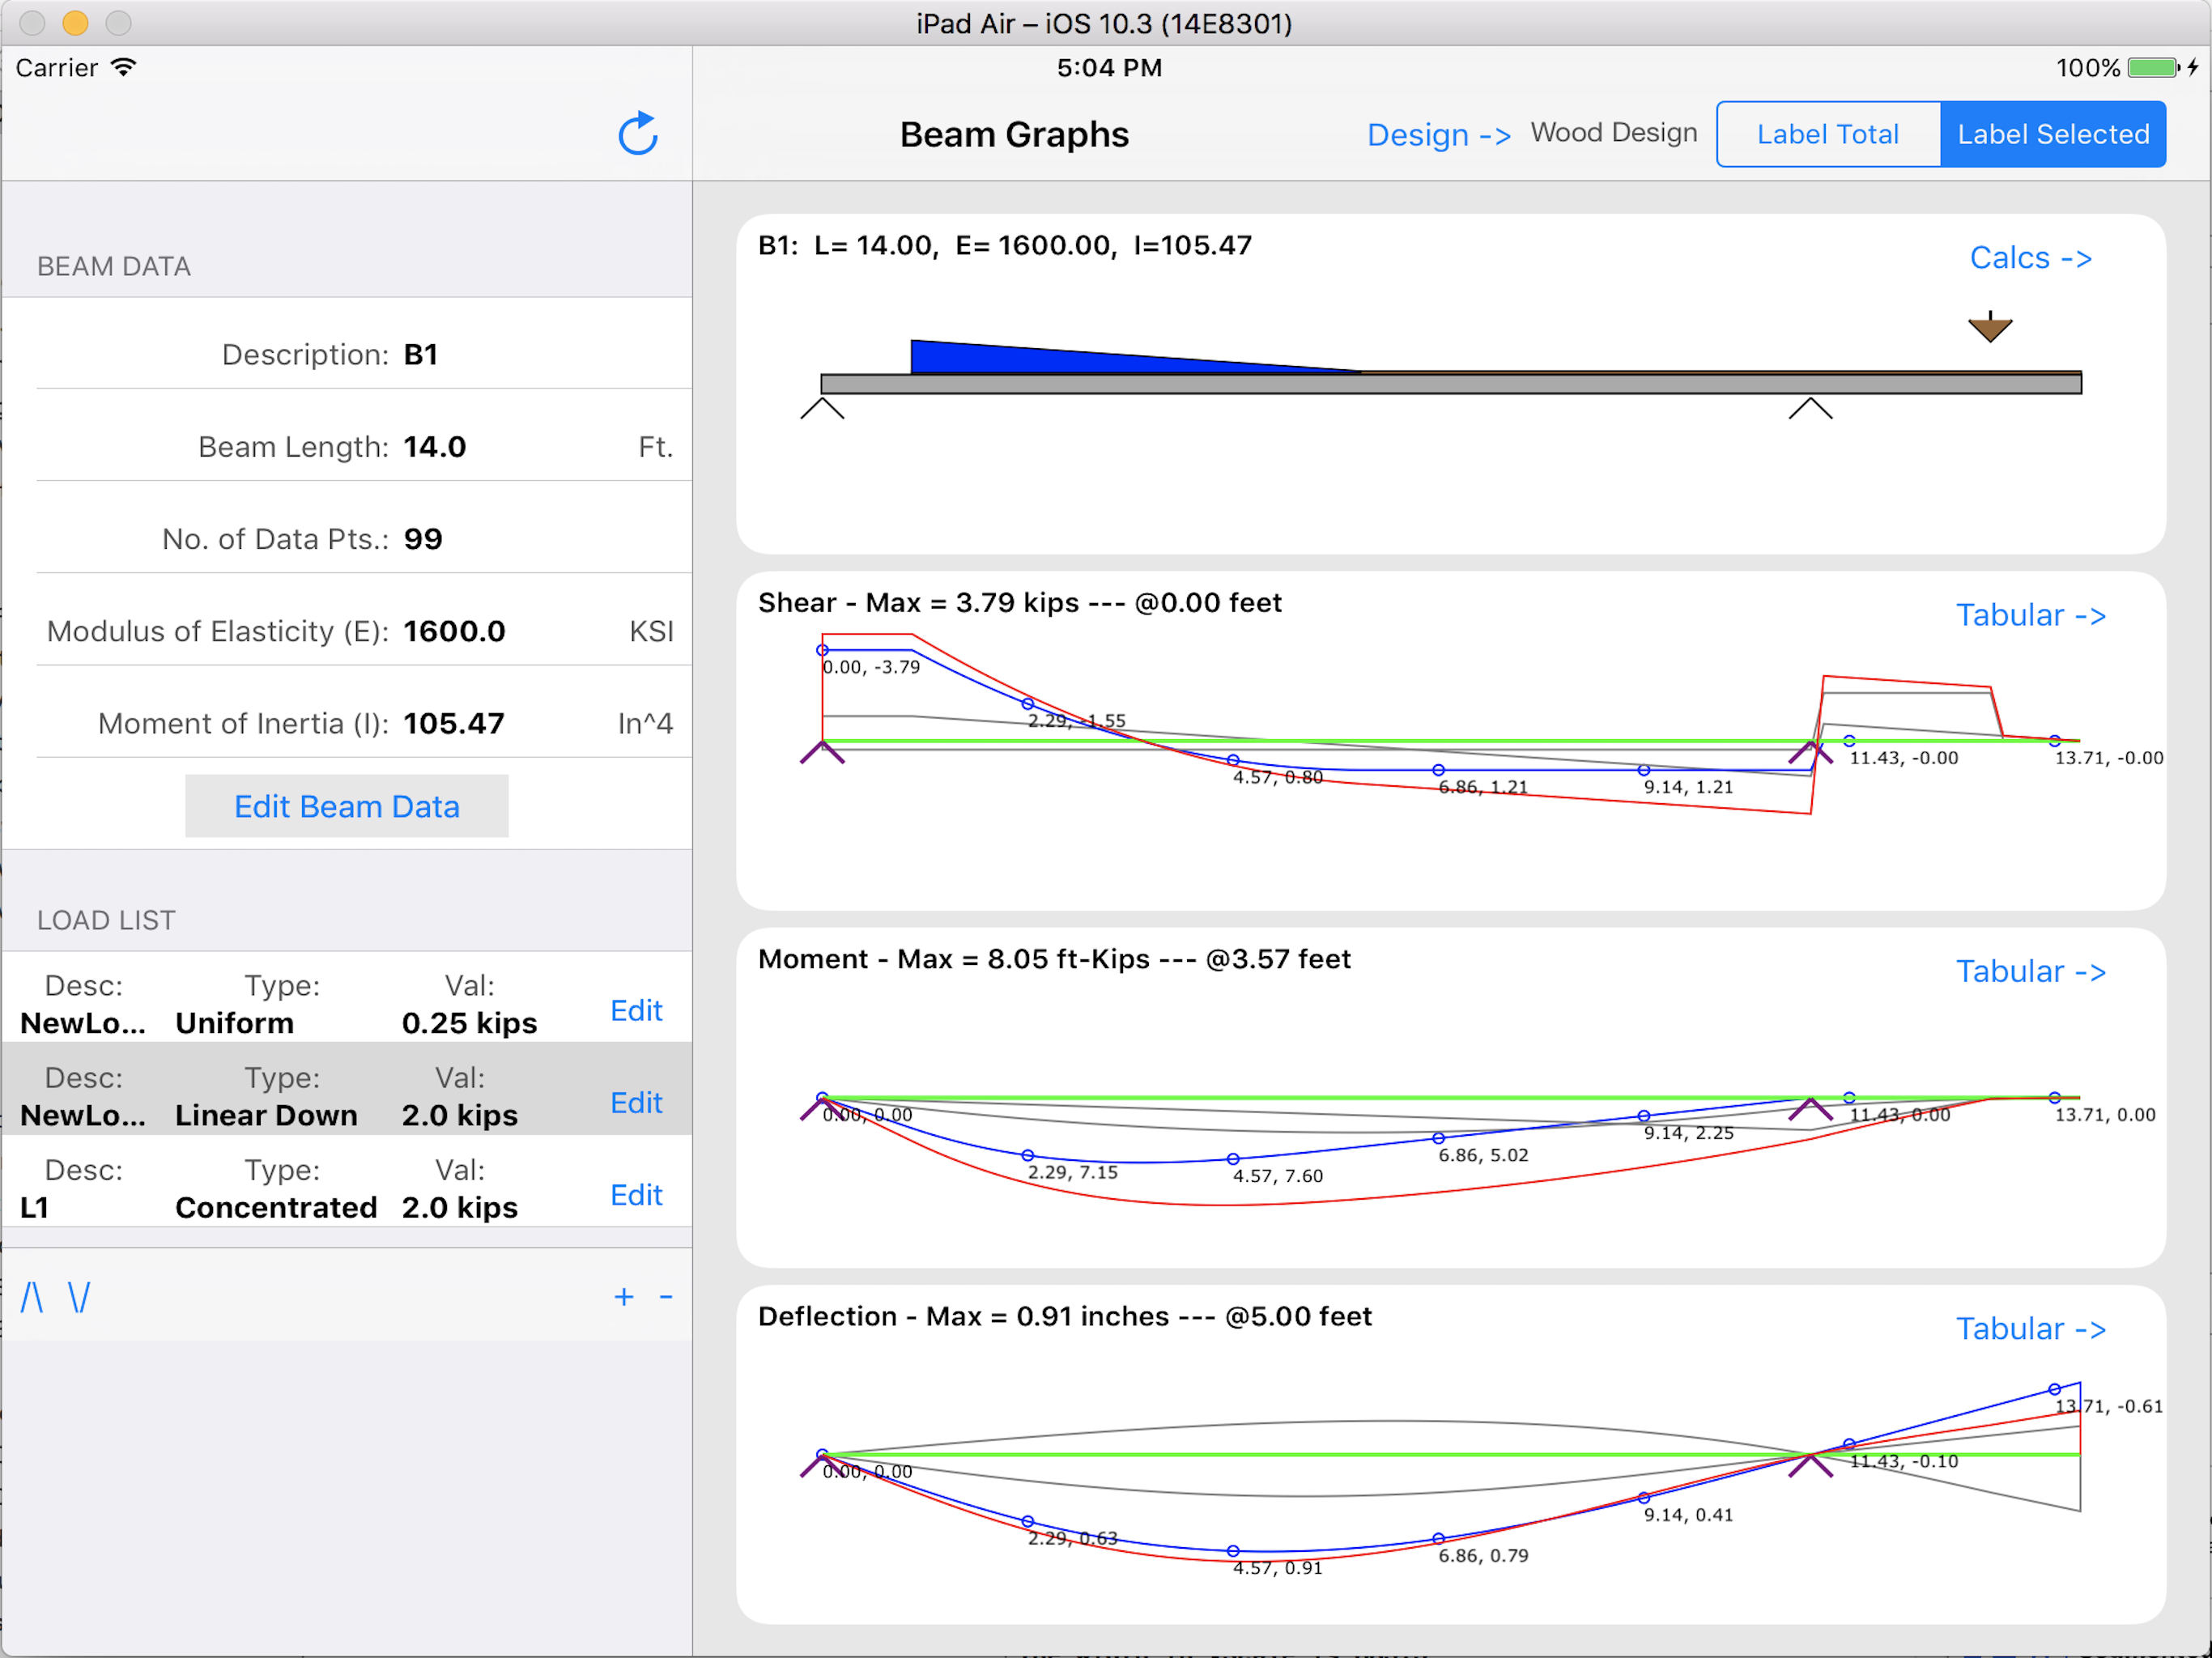 iPad Air – iOS 10.3 (14E8301)
Carrier 5:04 PM 100%
Beam Graphs Design -> Wood Design Label Total Label Selected
BEAM DATA
Description: B1
Beam Length: 14.0 Ft.
No. of Data Pts.: 99
Modulus of Elasticity (E): 1600.0 KSI
Moment of Inertia (I): 105.47 In^4
Edit Beam Data
LOAD LIST
Desc: Type: Val:
NewLo... Uniform 0.25 kips Edit
Desc: Type: Val:
NewLo... Linear Down 2.0 kips Edit
Desc: Type: Val:
L1 Concentrated 2.0 kips Edit
/\ \/ + -
B1: L= 14.00, E= 1600.00, I=105.47
Calcs ->
Shear - Max = 3.79 kips --- @0.00 feet
Tabular ->
0.00, -3.79
2.29, -1.55
4.57, 0.80
6.86, 1.21
9.14, 1.21
11.43, -0.00
13.71, -0.00
Moment - Max = 8.05 ft-Kips --- @3.57 feet
Tabular ->
0.00, 0.00
2.29, 7.15
4.57, 7.60
6.86, 5.02
9.14, 2.25
11.43, 0.00
13.71, 0.00
Deflection - Max = 0.91 inches --- @5.00 feet
Tabular ->
0.00, 0.00
2.29, 0.63
4.57, 0.91
6.86, 0.79
9.14, 0.41
11.43, -0.10
13.71, -0.61